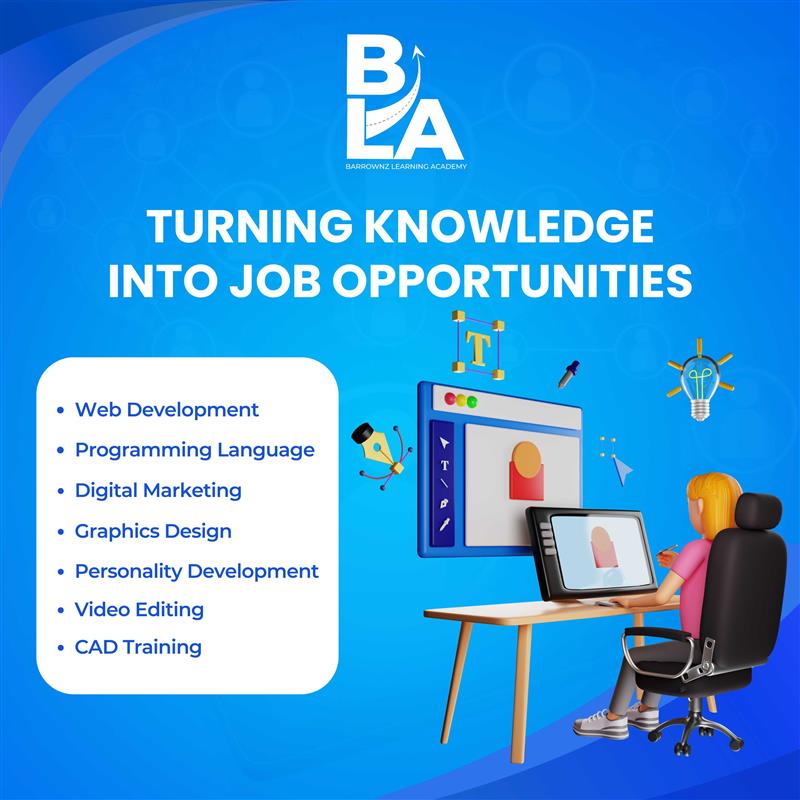 BLA
BARROWNZ LEARNING ACADEMY
TURNING KNOWLEDGE
INTO JOB OPPORTUNITIES
T
T
• Web Development
• Programming Language
• Digital Marketing
• Graphics Design
• Personality Development
• Video Editing
• CAD Training